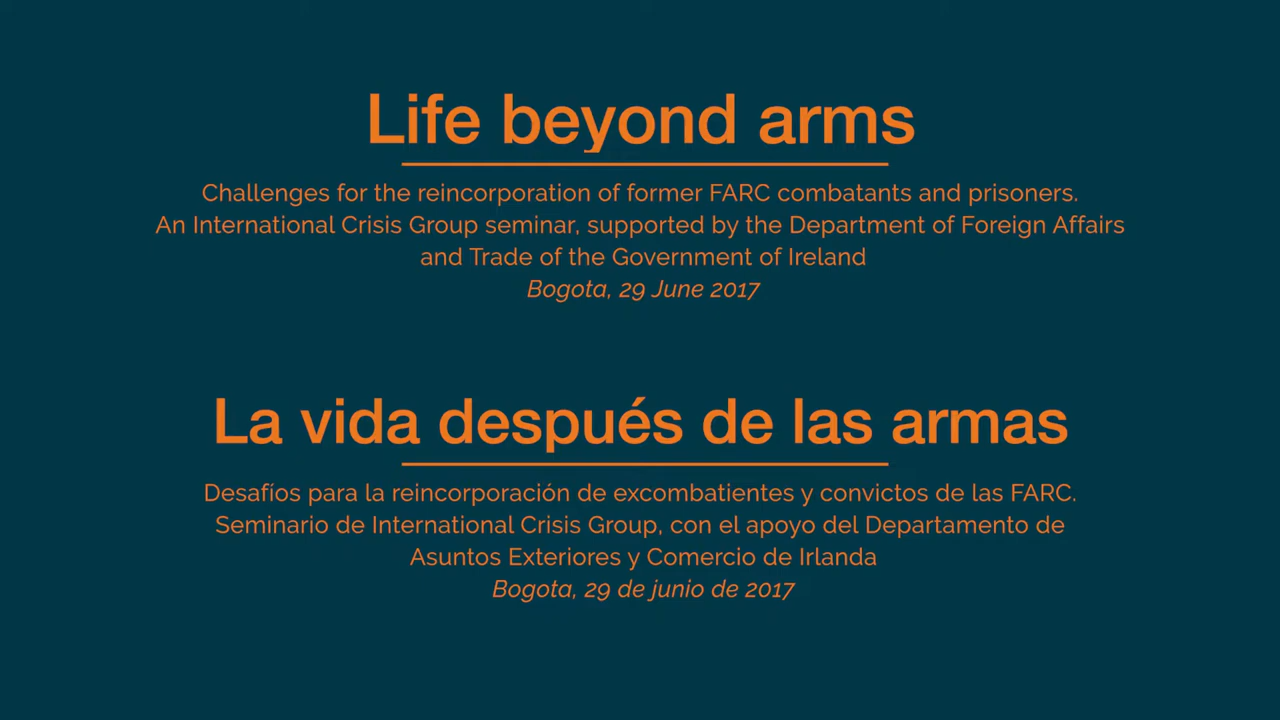 Life beyond arms
Challenges for the reincorporation of former FARC combatants and prisoners.
An International Crisis Group seminar, supported by the Department of Foreign Affairs
and Trade of the Government of Ireland
Bogota, 29 June 2017
La vida después de las armas
Desafíos para la reincorporación de excombatientes y convictos de las FARC.
Seminario de International Crisis Group, con el apoyo del Departamento de
Asuntos Exteriores y Comercio de Irlanda
Bogota, 29 de junio de 2017